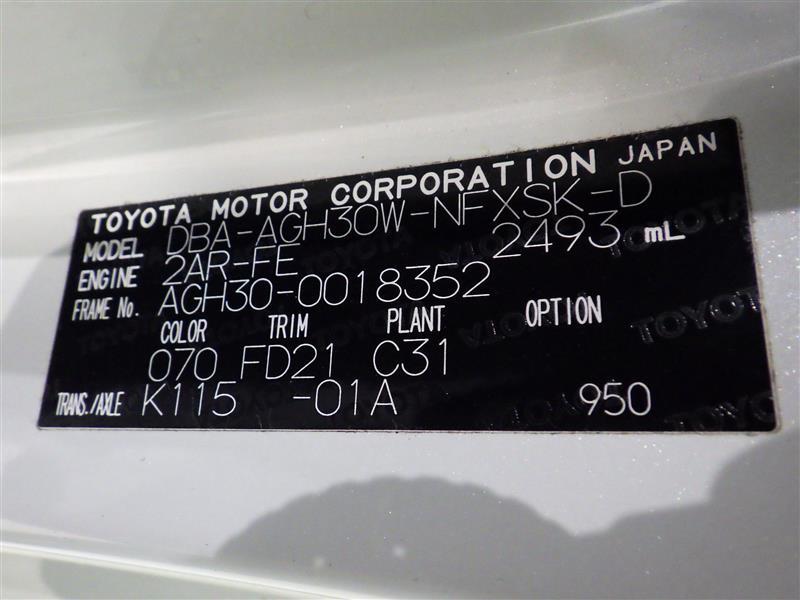 TOYOTA MOTOR CORPORATION JAPAN
MODEL DBA-AGH30W-NFXSK-D
ENGINE 2AR-FE 2493 mL
FRAME No. AGH30-0018352
COLOR TRIM PLANT OPTION
070 FD21 C31
TRANS./AXLE K115 -01A 950